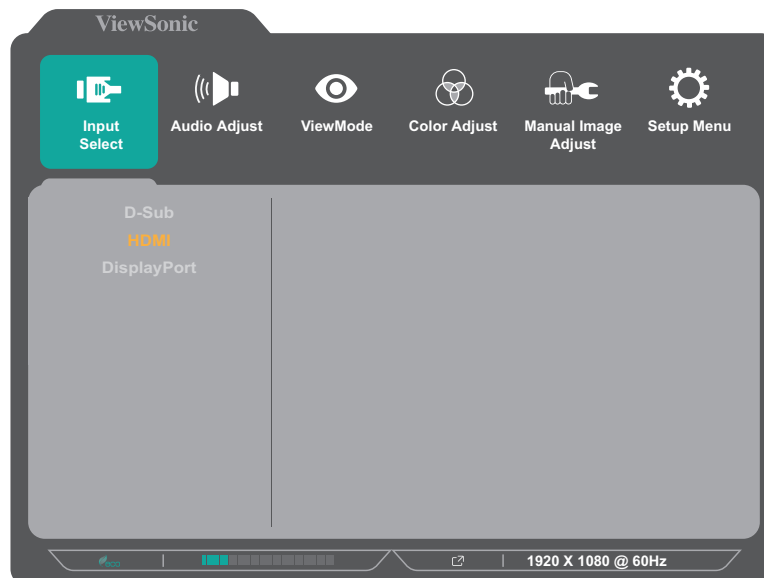 ViewSonic
Input Select
Audio Adjust
ViewMode
Color Adjust
Manual Image Adjust
Setup Menu
D-Sub
HDMI
DisplayPort
eco
1920 X 1080 @ 60Hz